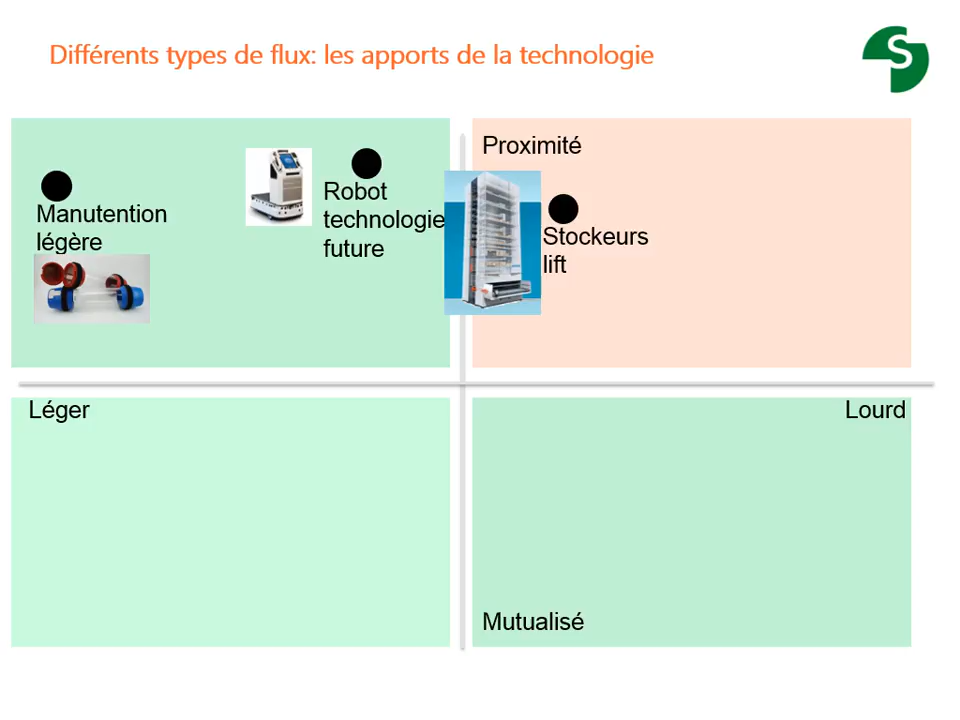 Différents types de flux: les apports de la technologie
S
Proximité
Manutention
légère
Robot
technologie
future
Stockeurs
lift
Léger
Lourd
Mutualisé